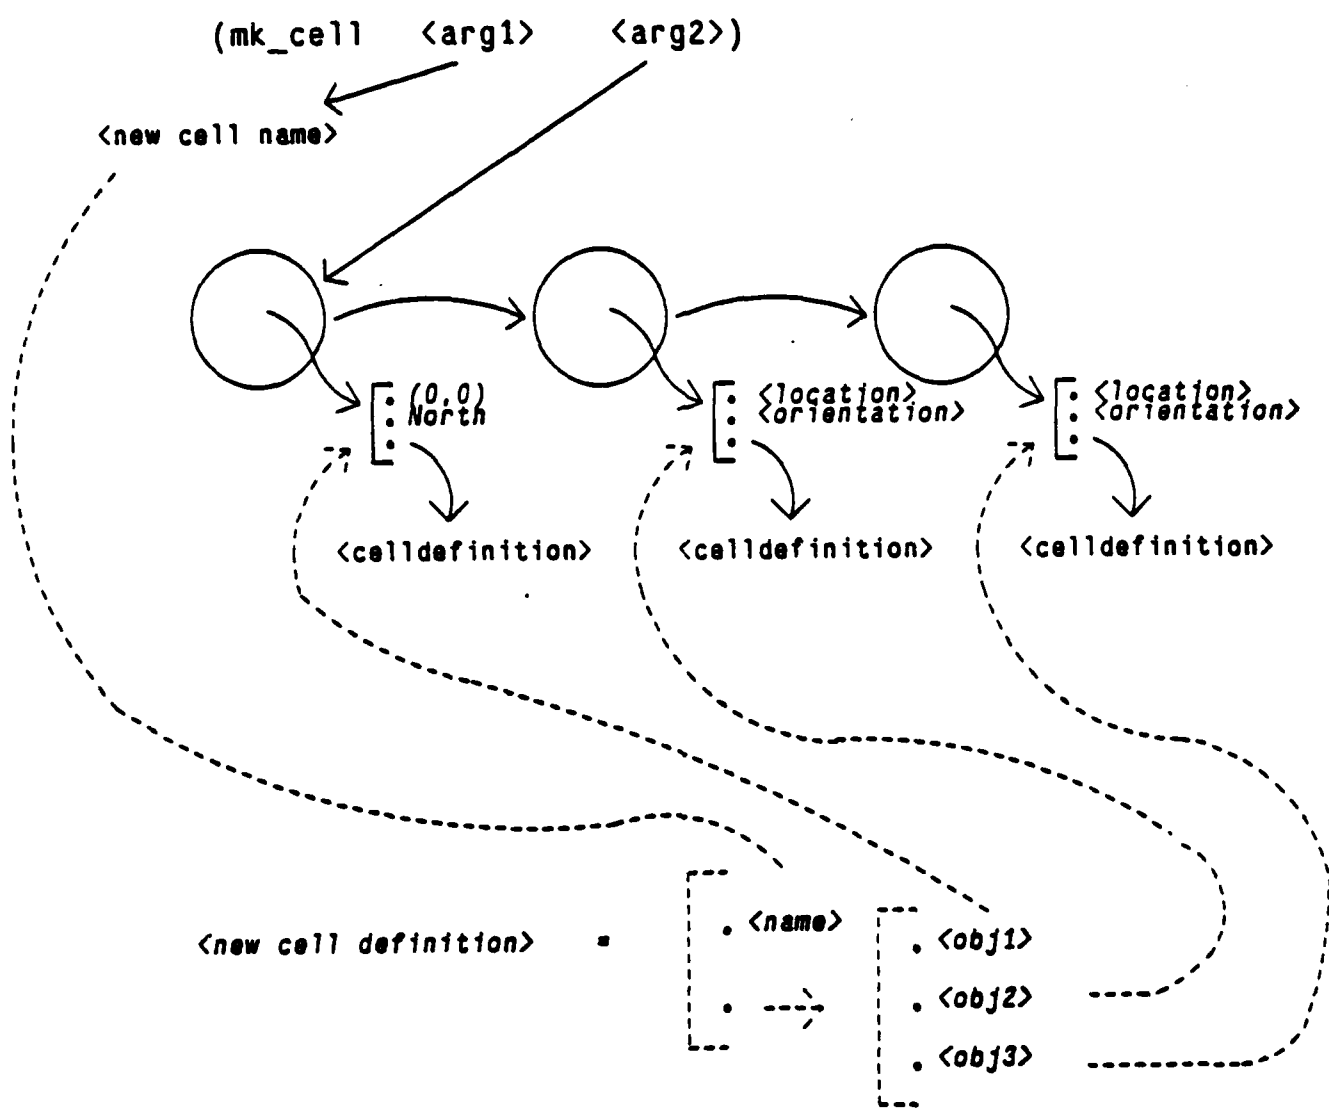 (mk_cell <arg1> <arg2>)
<new cell name>
(0,0)
North
<location>
<orientation>
<location>
<orientation>
<celldefinition>
<celldefinition>
<celldefinition>
<new cell definition> =
<name>
<obj1>
<obj2>
<obj3>